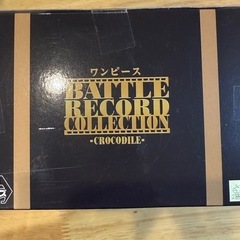 ワンピース
BATTLE
RECORD
COLLECTION
-CROCODILE-